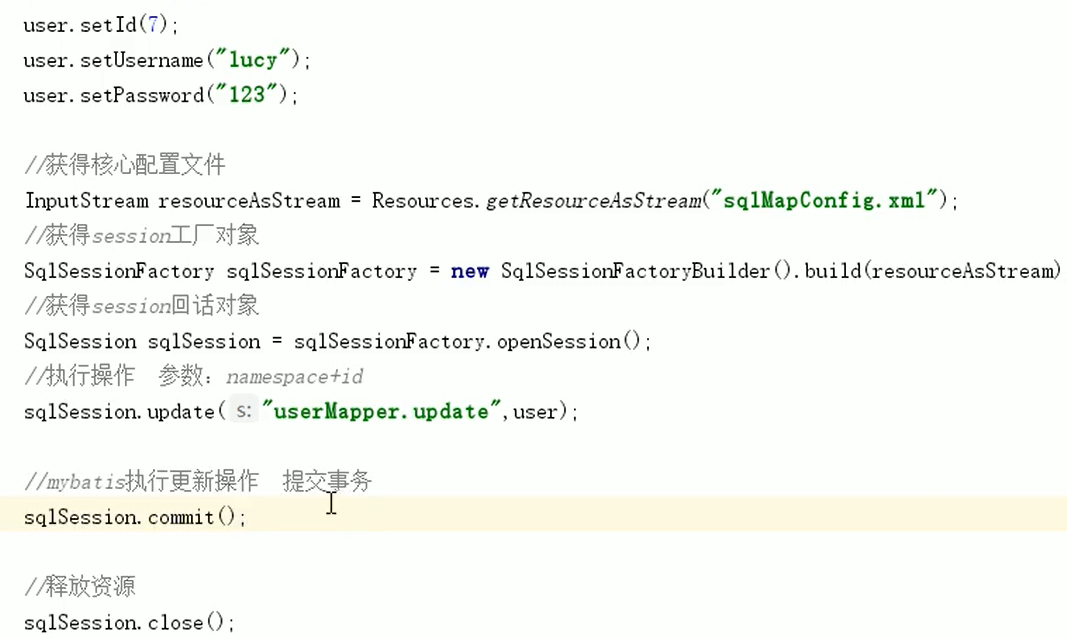 user.setId(7);
user.setUsername("lucy");
user.setPassword("123");
//获得核心配置文件
InputStream resourceAsStream = Resources.getResourceAsStream("sqlMapConfig.xml");
//获得session工厂对象
SqlSessionFactory sqlSessionFactory = new SqlSessionFactoryBuilder().build(resourceAsStream)
//获得session回话对象
SqlSession sqlSession = sqlSessionFactory.openSession();
//执行操作  参数：namespace+id
sqlSession.update( s: "userMapper.update",user);
//mybatis执行更新操作  提交事务
sqlSession.commit();
//释放资源
sqlSession.close();